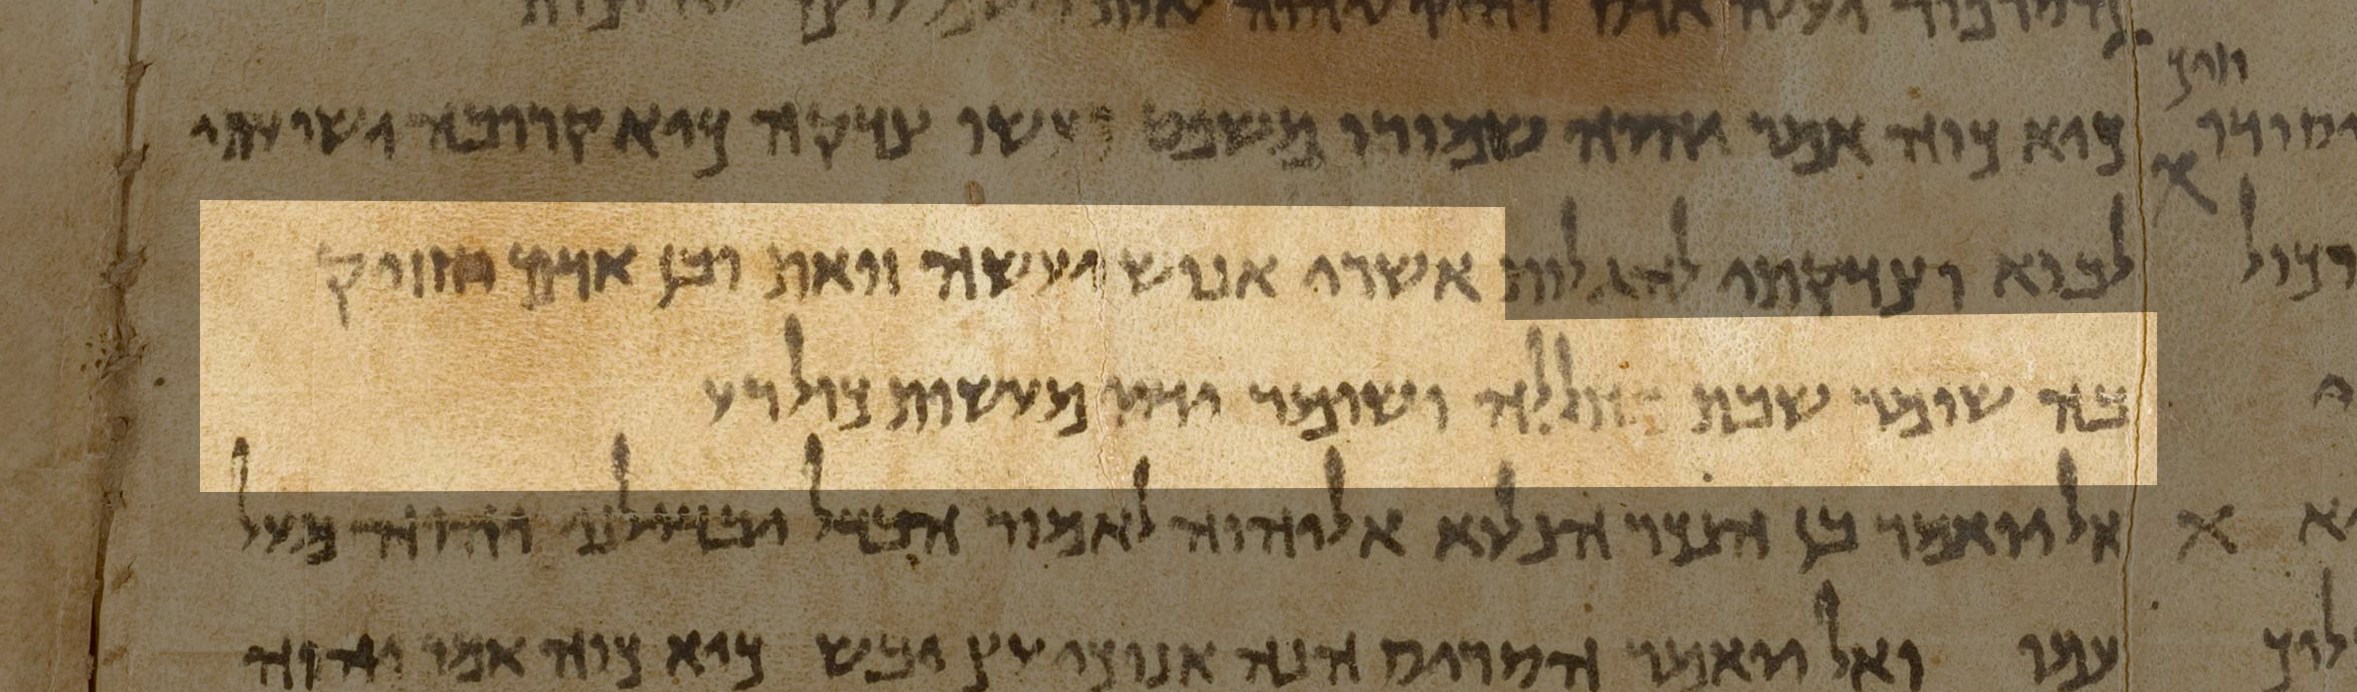 כיא כוה אמר יהוה שמורו משפט ועשו צדקה כיא קרובה ישועתי
לבוא וצדקתי להגלות אשרי אנוש יעשה זואת ובן אדם יחזיק
בה שומר שבת מחללה ושומר ידיו מעשות כול רע
אל יואמר בן הנכר הנלוא אל יהוה לאמור הבדל יבדילני יהוה מעל
עמו ואל יואמר הסריס הנה אנוכי עץ יבש כיא כוה אמר יהוה